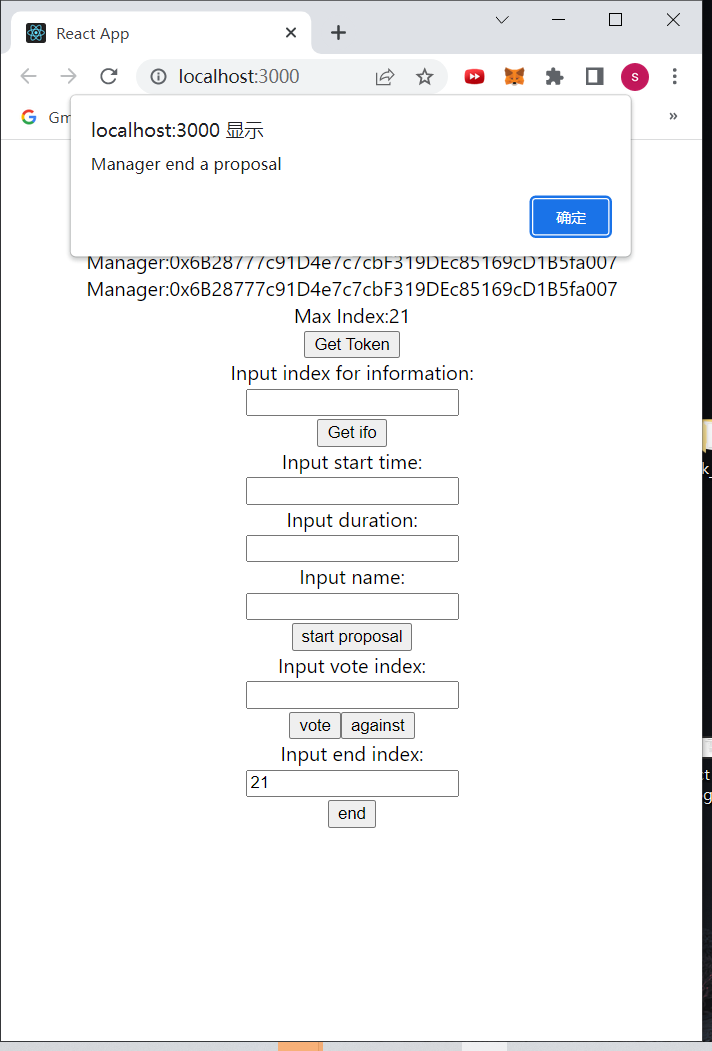 React App
localhost:3000
s
Gm
»
localhost:3000 显示
Manager end a proposal
确定
Manager:0x6B28777c91D4e7c7cbF319DEc85169cD1B5fa007
Manager:0x6B28777c91D4e7c7cbF319DEc85169cD1B5fa007
Max Index:21
Get Token
Input index for information:
Get ifo
Input start time:
Input duration:
Input name:
start proposal
Input vote index:
vote against
Input end index:
21
end